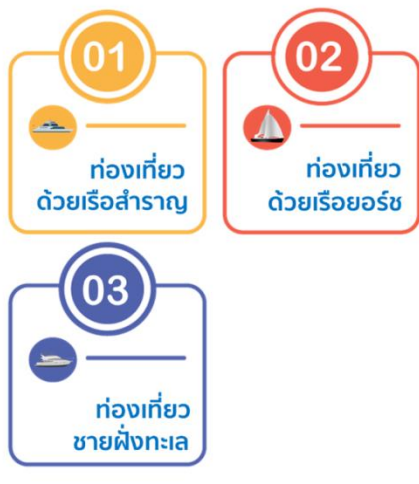 01
ท่องเที่ยว
ด้วยเรือสำราญ
02
ท่องเที่ยว
ด้วยเรือยอร์ช
03
ท่องเที่ยว
ชายฝั่งทะเล